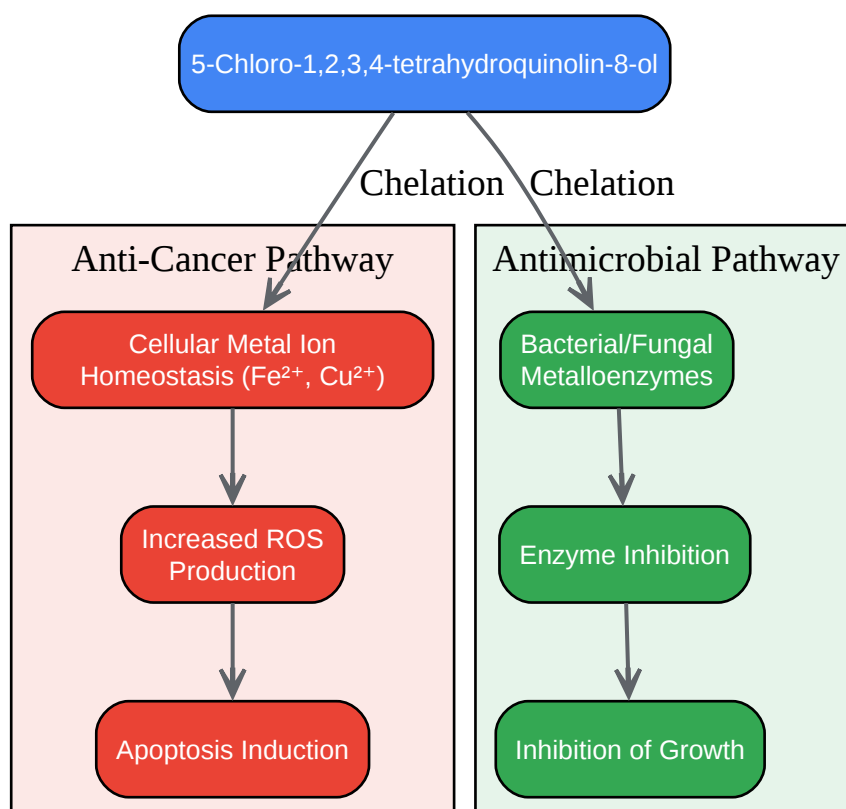 5-Chloro-1,2,3,4-tetrahydroquinolin-8-ol
Chelation
Chelation
Anti-Cancer Pathway
Cellular Metal Ion
Homeostasis (Fe²⁺, Cu²⁺)
Increased ROS
Production
Apoptosis Induction
Antimicrobial Pathway
Bacterial/Fungal
Metalloenzymes
Enzyme Inhibition
Inhibition of Growth